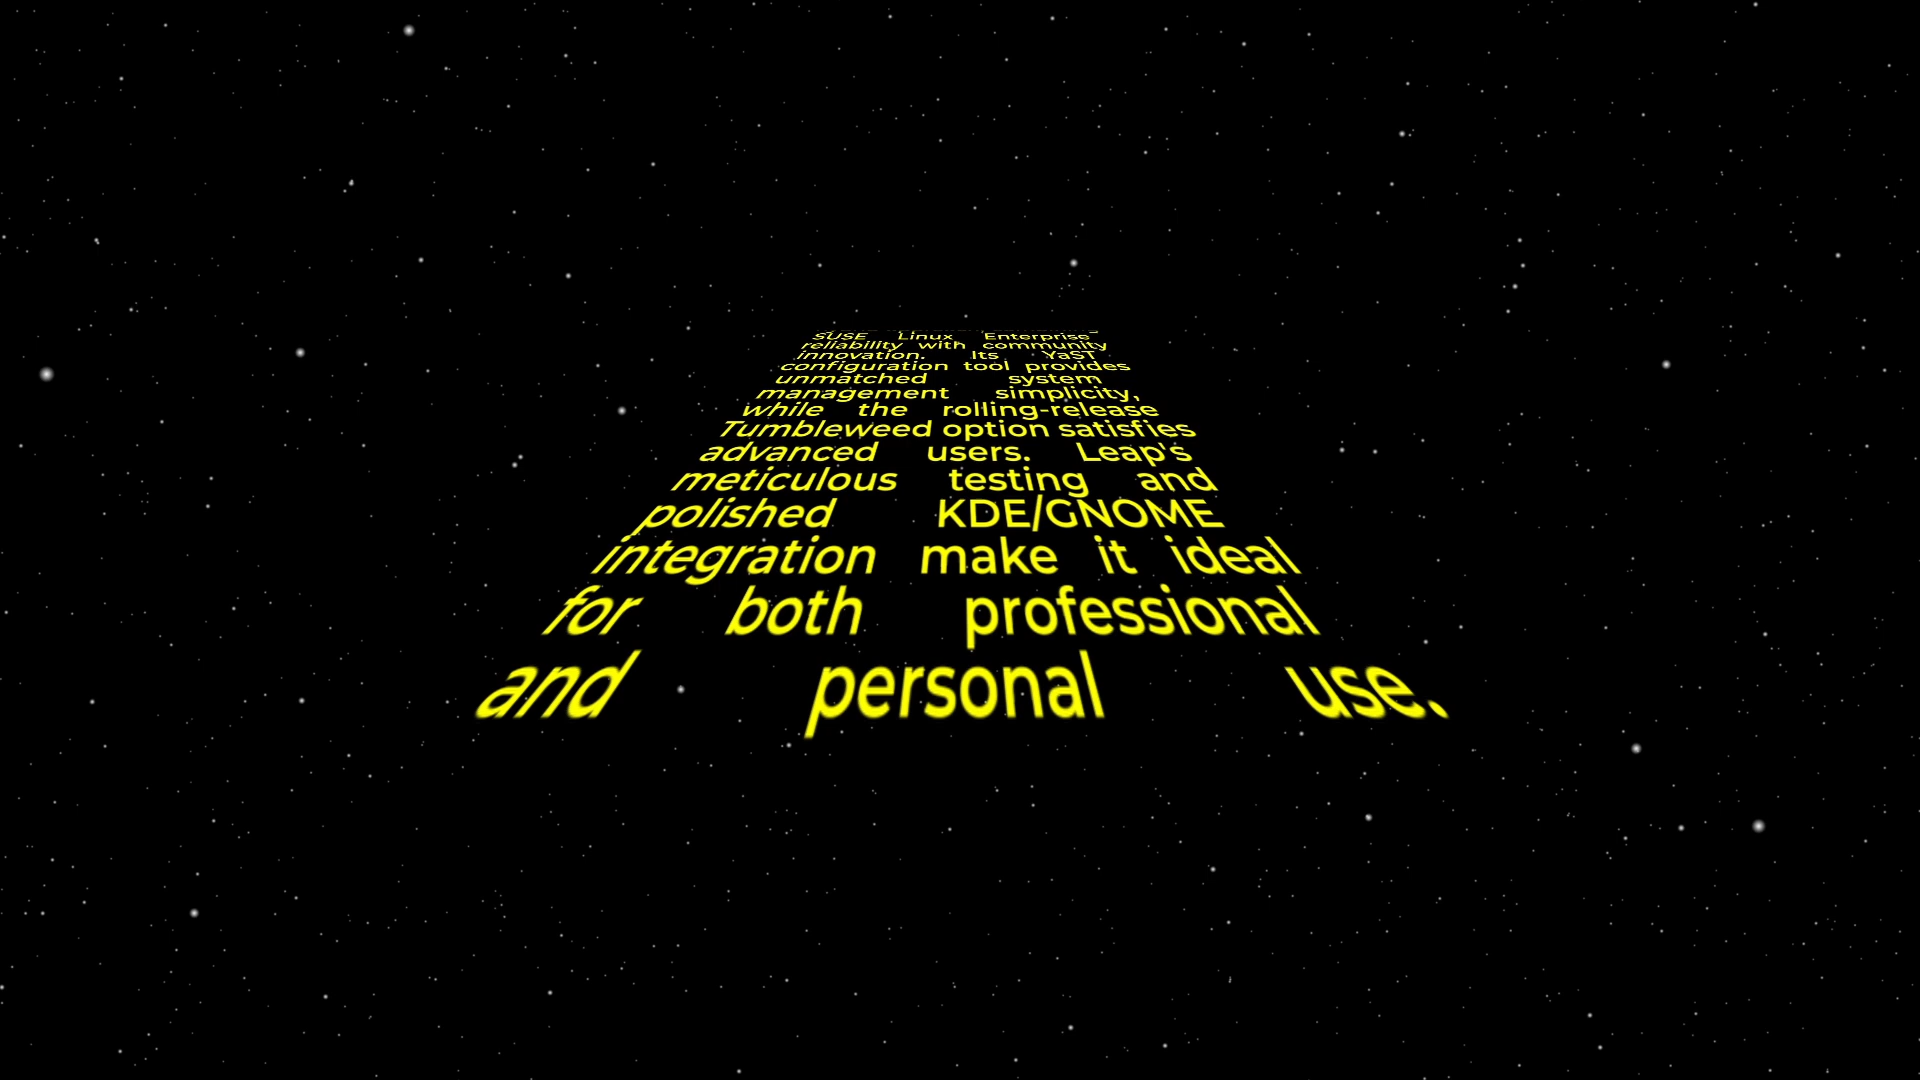 SUSE Linux Enterprise
reliability with community
innovation. Its YaST
configuration tool provides
unmatched system
management simplicity,
while the rolling-release
Tumbleweed option satisfies
advanced users. Leap's
meticulous testing and
polished KDE/GNOME
integration make it ideal
for both professional
and personal use.